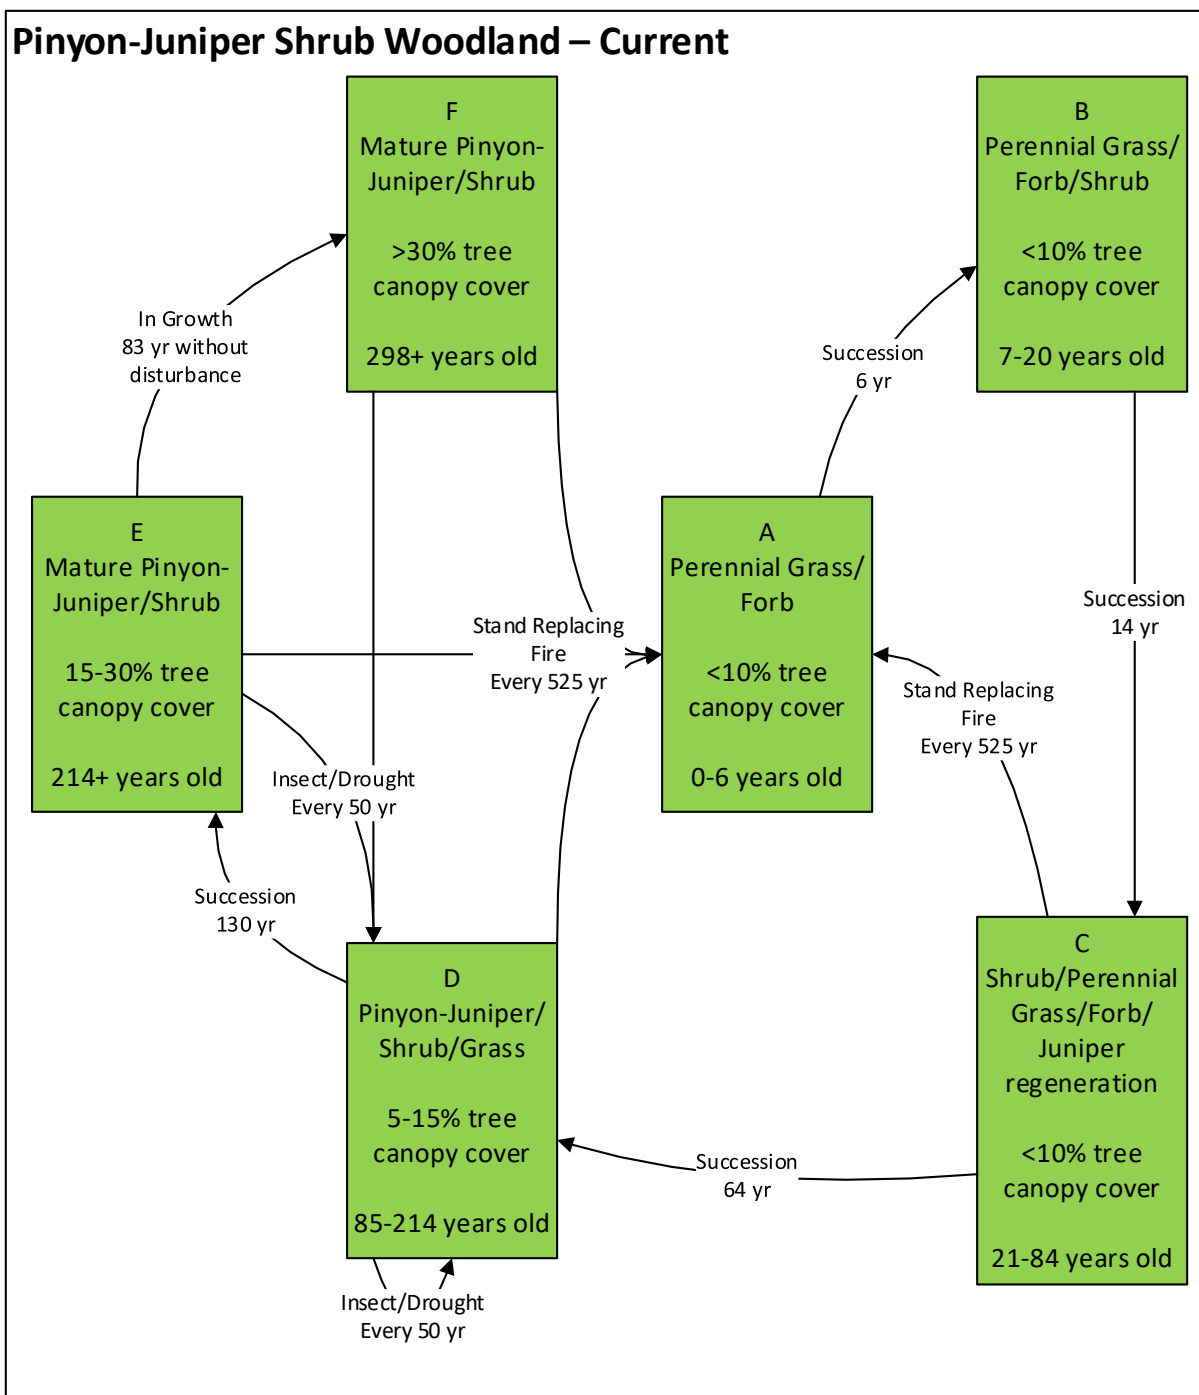 Pinyon-Juniper Shrub Woodland – Current
F
Mature Pinyon-
Juniper/Shrub
>30% tree
canopy cover
298+ years old
B
Perennial Grass/
Forb/Shrub
<10% tree
canopy cover
7-20 years old
In Growth
83 yr without
disturbance
Succession
6 yr
E
Mature Pinyon-
Juniper/Shrub
15-30% tree
canopy cover
214+ years old
A
Perennial Grass/
Forb
<10% tree
canopy cover
0-6 years old
Succession
14 yr
Stand Replacing
Fire
Every 525 yr
Stand Replacing
Fire
Every 525 yr
Insect/Drought
Every 50 yr
Succession
130 yr
D
Pinyon-Juniper/
Shrub/Grass
5-15% tree
canopy cover
85-214 years old
C
Shrub/Perennial
Grass/Forb/
Juniper
regeneration
<10% tree
canopy cover
21-84 years old
Succession
64 yr
Insect/Drought
Every 50 yr